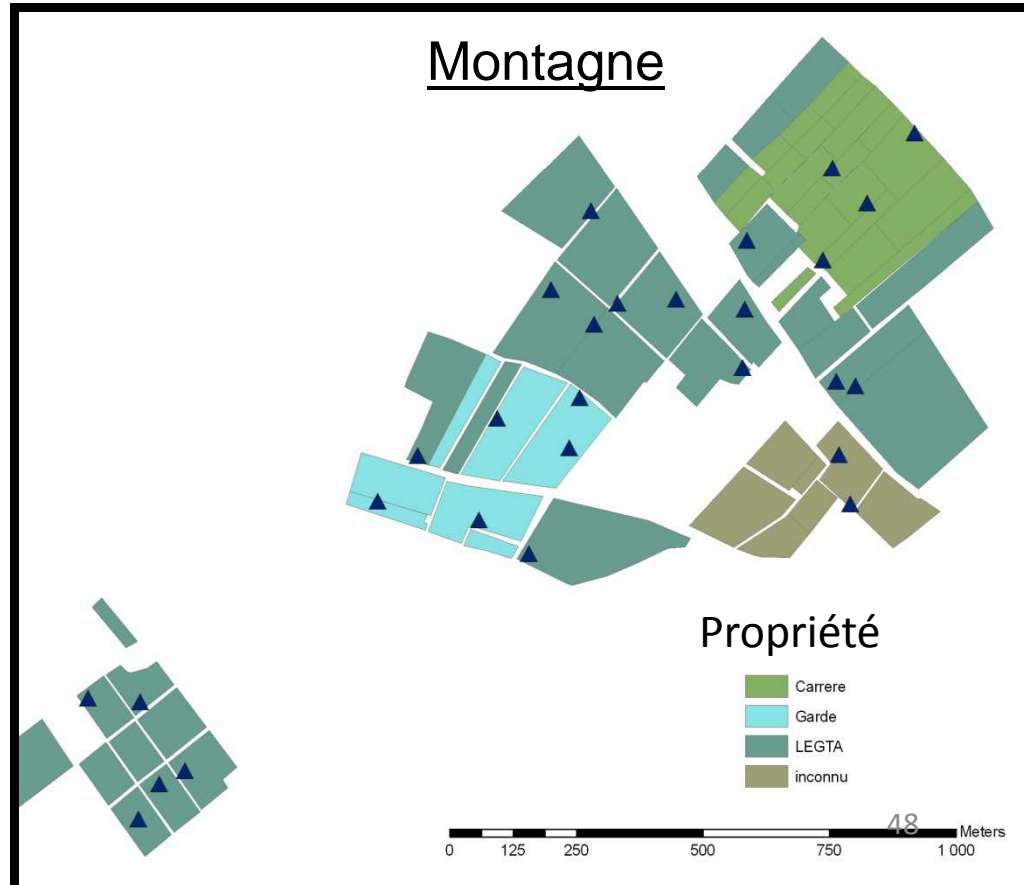 Montagne
Propriété
Carrere
Garde
LEGTA
inconnu
48
Meters
0 125 250 500 750 1 000